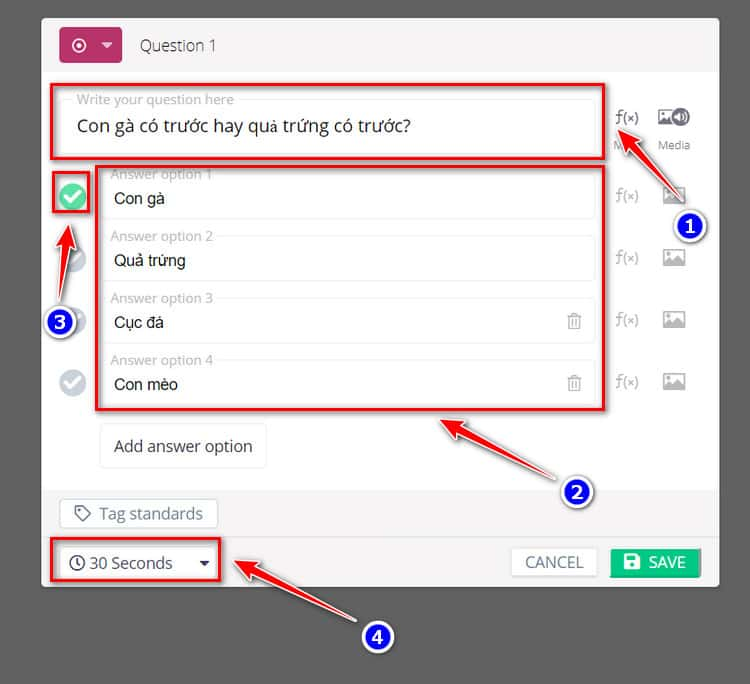 Question 1
Write your question here
Con gà có trước hay quả trứng có trước?
f(x)
Media
1
Answer option 1
Con gà
f(x)
Answer option 2
Quả trứng
f(x)
3
Answer option 3
Cục đá
f(x)
Answer option 4
Con mèo
f(x)
Add answer option
2
Tag standards
30 Seconds
CANCEL
SAVE
4